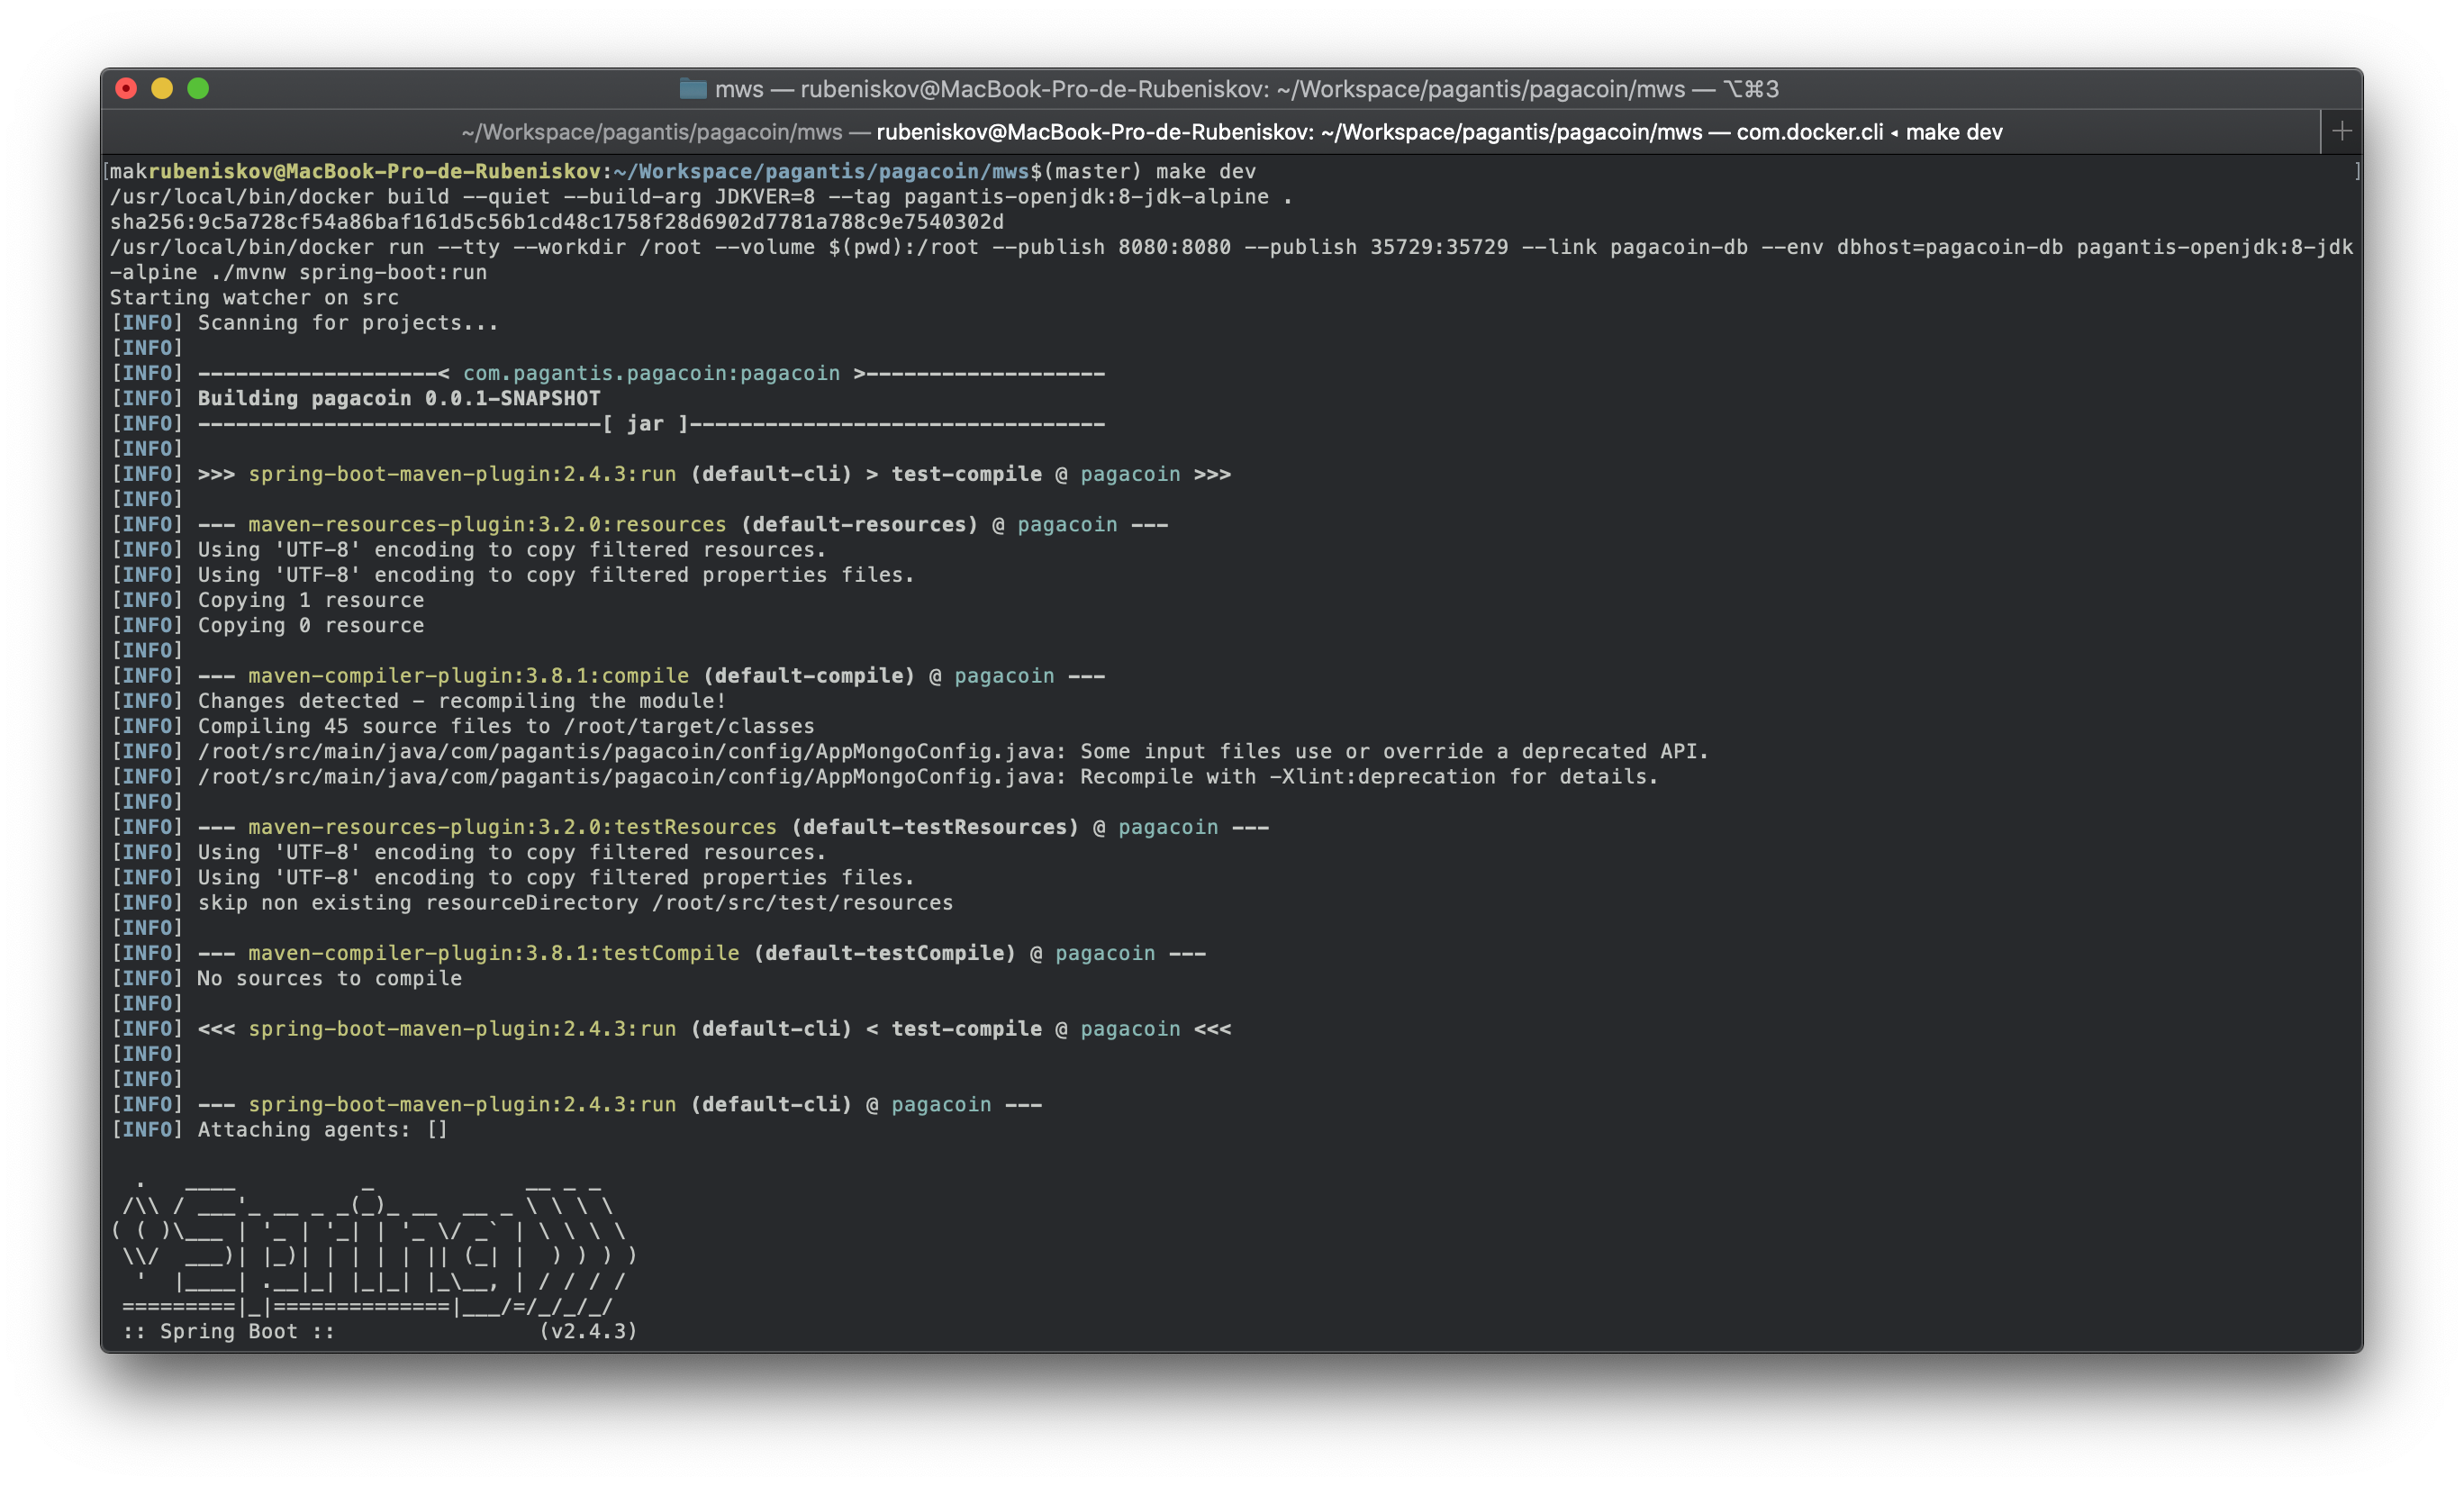 mws — rubeniskov@MacBook-Pro-de-Rubeniskov: ~/Workspace/pagantis/pagacoin/mws — ⌥⌘3
~/Workspace/pagantis/pagacoin/mws — rubeniskov@MacBook-Pro-de-Rubeniskov: ~/Workspace/pagantis/pagacoin/mws — com.docker.cli ◂ make dev
[makrubeniskov@MacBook-Pro-de-Rubeniskov:~/Workspace/pagantis/pagacoin/mws$(master) make dev ]
/usr/local/bin/docker build --quiet --build-arg JDKVER=8 --tag pagantis-openjdk:8-jdk-alpine .
sha256:9c5a728cf54a86baf161d5c56b1cd48c1758f28d6902d7781a788c9e7540302d
/usr/local/bin/docker run --tty --workdir /root --volume $(pwd):/root --publish 8080:8080 --publish 35729:35729 --link pagacoin-db --env dbhost=pagacoin-db pagantis-openjdk:8-jdk
-alpine ./mvnw spring-boot:run
Starting watcher on src
[INFO] Scanning for projects...
[INFO]
[INFO] -------------------< com.pagantis.pagacoin:pagacoin >-------------------
[INFO] Building pagacoin 0.0.1-SNAPSHOT
[INFO] --------------------------------[ jar ]---------------------------------
[INFO]
[INFO] >>> spring-boot-maven-plugin:2.4.3:run (default-cli) > test-compile @ pagacoin >>>
[INFO]
[INFO] --- maven-resources-plugin:3.2.0:resources (default-resources) @ pagacoin ---
[INFO] Using 'UTF-8' encoding to copy filtered resources.
[INFO] Using 'UTF-8' encoding to copy filtered properties files.
[INFO] Copying 1 resource
[INFO] Copying 0 resource
[INFO]
[INFO] --- maven-compiler-plugin:3.8.1:compile (default-compile) @ pagacoin ---
[INFO] Changes detected - recompiling the module!
[INFO] Compiling 45 source files to /root/target/classes
[INFO] /root/src/main/java/com/pagantis/pagacoin/config/AppMongoConfig.java: Some input files use or override a deprecated API.
[INFO] /root/src/main/java/com/pagantis/pagacoin/config/AppMongoConfig.java: Recompile with -Xlint:deprecation for details.
[INFO]
[INFO] --- maven-resources-plugin:3.2.0:testResources (default-testResources) @ pagacoin ---
[INFO] Using 'UTF-8' encoding to copy filtered resources.
[INFO] Using 'UTF-8' encoding to copy filtered properties files.
[INFO] skip non existing resourceDirectory /root/src/test/resources
[INFO]
[INFO] --- maven-compiler-plugin:3.8.1:testCompile (default-testCompile) @ pagacoin ---
[INFO] No sources to compile
[INFO]
[INFO] <<< spring-boot-maven-plugin:2.4.3:run (default-cli) < test-compile @ pagacoin <<<
[INFO]
[INFO]
[INFO] --- spring-boot-maven-plugin:2.4.3:run (default-cli) @ pagacoin ---
[INFO] Attaching agents: []

  .   ____          _            __ _ _
 /\\ / ___'_ __ _ _(_)_ __  __ _ \ \ \ \
( ( )\___ | '_ | '_| | '_ \/ _` | \ \ \ \
 \\/  ___)| |_)| | | | | || (_| |  ) ) ) )
  '  |____| .__|_| |_|_| |_\__, | / / / /
 =========|_|==============|___/=/_/_/_/
 :: Spring Boot ::                (v2.4.3)